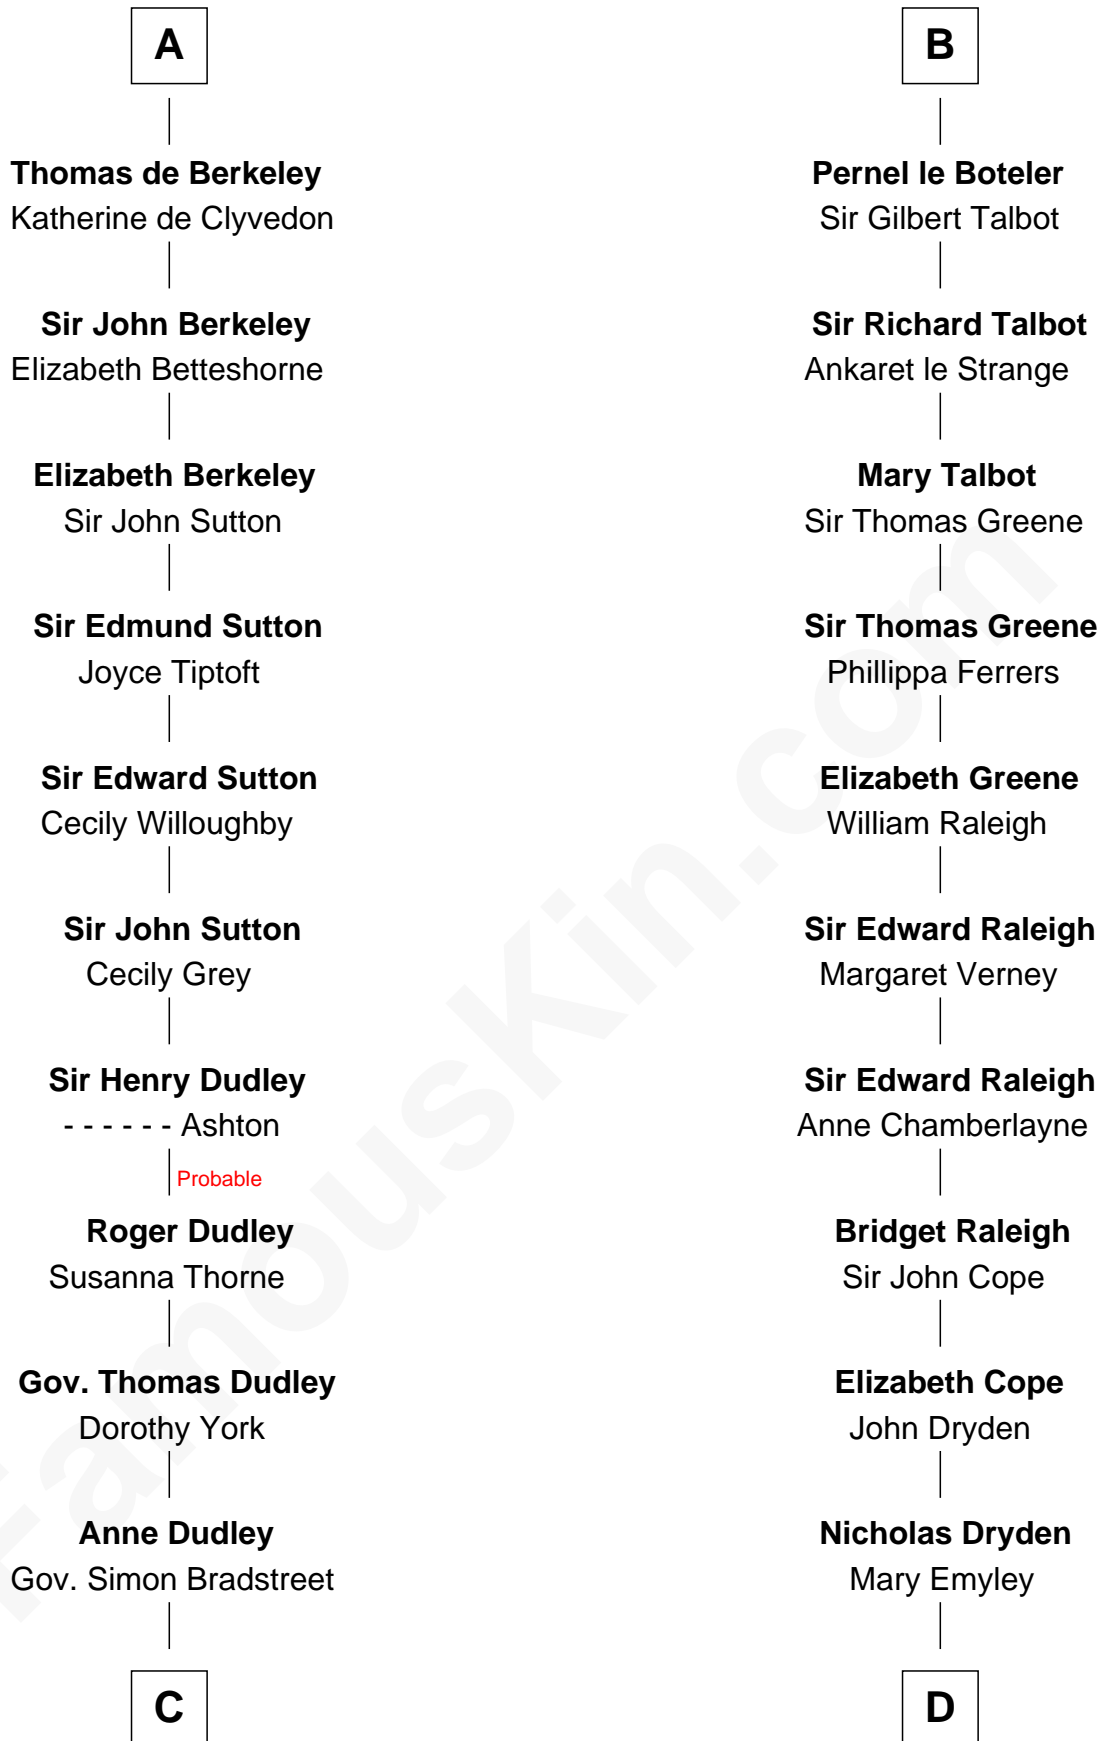 A
Thomas de Berkeley
Katherine de Clyvedon
Sir John Berkeley
Elizabeth Betteshorne
Elizabeth Berkeley
Sir John Sutton
Sir Edmund Sutton
Joyce Tiptoft
Sir Edward Sutton
Cecily Willoughby
Sir John Sutton
Cecily Grey
Sir Henry Dudley
- - - - - - Ashton
Probable
Roger Dudley
Susanna Thorne
Gov. Thomas Dudley
Dorothy York
Anne Dudley
Gov. Simon Bradstreet
C
B
Pernel le Boteler
Sir Gilbert Talbot
Sir Richard Talbot
Ankaret le Strange
Mary Talbot
Sir Thomas Greene
Sir Thomas Greene
Phillippa Ferrers
Elizabeth Greene
William Raleigh
Sir Edward Raleigh
Margaret Verney
Sir Edward Raleigh
Anne Chamberlayne
Bridget Raleigh
Sir John Cope
Elizabeth Cope
John Dryden
Nicholas Dryden
Mary Emyley
D
FamousKin.com